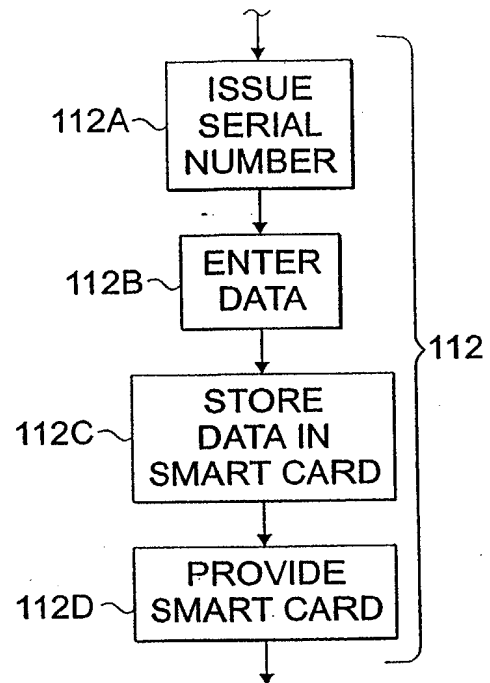 112A
ISSUE
SERIAL
NUMBER
112B
ENTER
DATA
112
112C
STORE
DATA IN
SMART CARD
112D
PROVIDE
SMART CARD